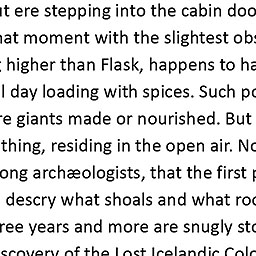 ut ere stepping into the cabin doo
hat moment with the slightest obs
g higher than Flask, happens to ha
l day loading with spices. Such po
re giants made or nourished. But
thing, residing in the open air. No
ong archæologists, that the first p
descry what shoals and what roc
ree years and more are snugly sto
scovery of the Lost Icelandic Colo